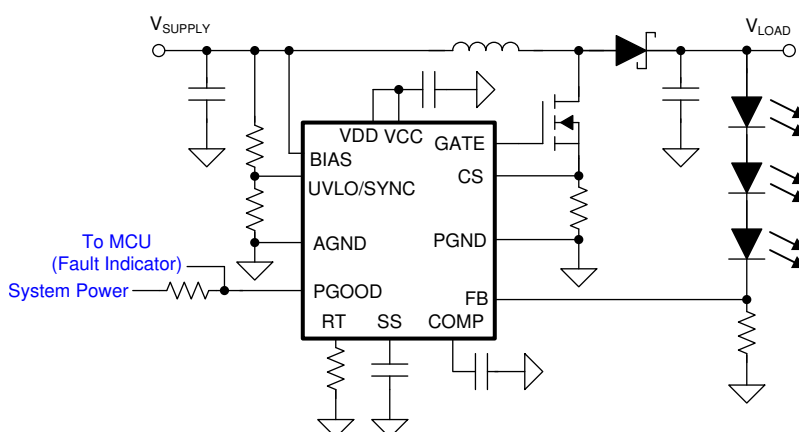 VSUPPLY
VLOAD
VDD VCC
GATE
BIAS
CS
UVLO/SYNC
To MCU
(Fault Indicator)
AGND
PGND
System Power
PGOOD
FB
RT SS COMP